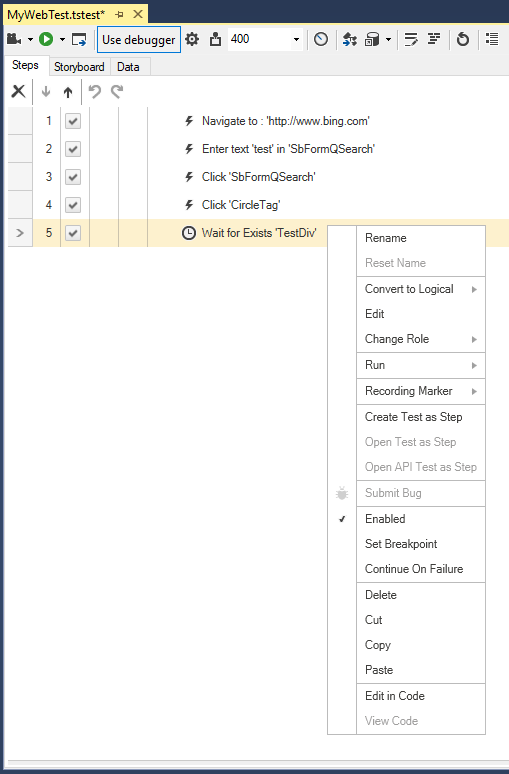 MyWebTest.tstest*
Use debugger
400
Steps
Storyboard
Data
1 Navigate to : 'http://www.bing.com'
2 Enter text 'test' in 'SbFormQSearch'
3 Click 'SbFormQSearch'
4 Click 'CircleTag'
5 Wait for Exists 'TestDiv'
Rename
Reset Name
Convert to Logical
Edit
Change Role
Run
Recording Marker
Create Test as Step
Open Test as Step
Open API Test as Step
Submit Bug
Enabled
Set Breakpoint
Continue On Failure
Delete
Cut
Copy
Paste
Edit in Code
View Code